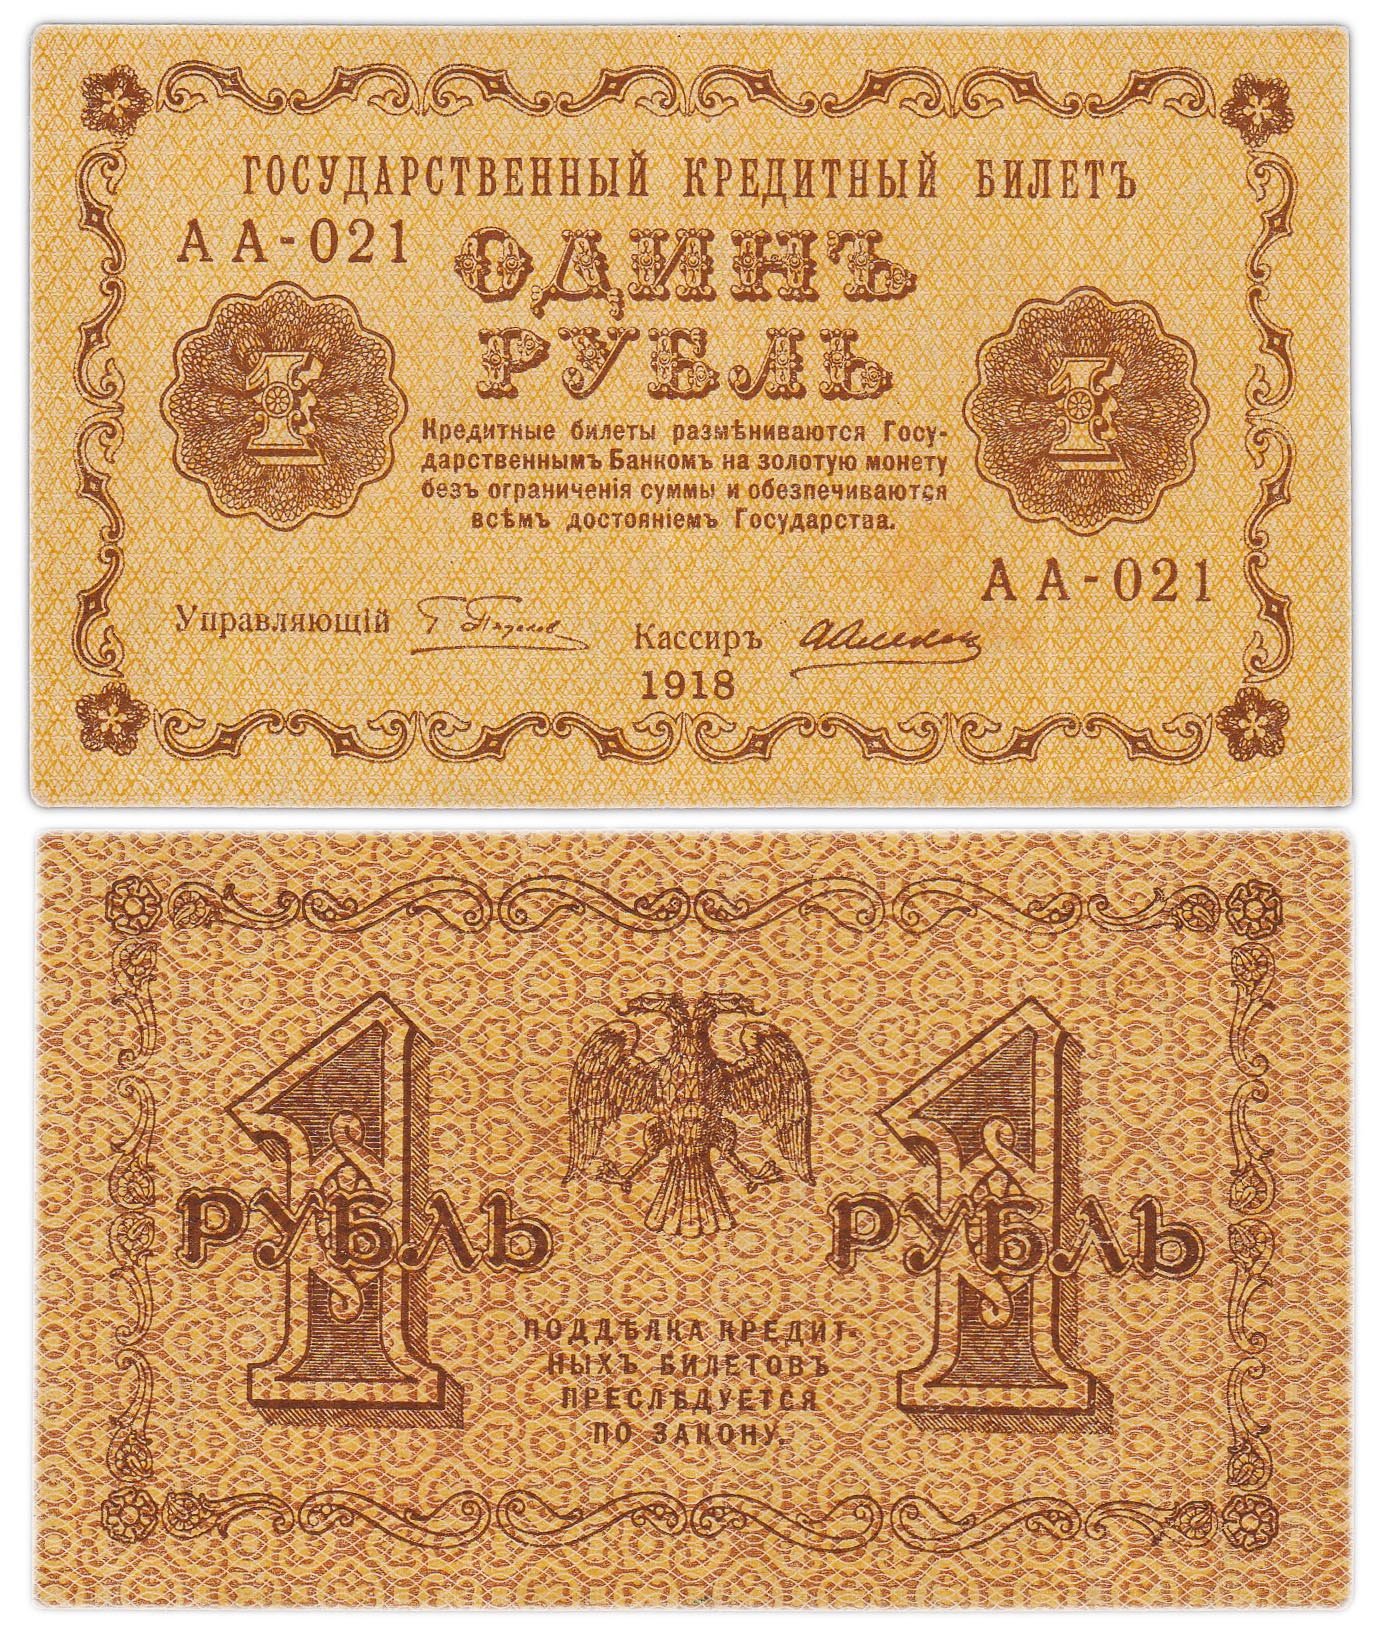 ГОСУДАРСТВЕННЫЙ КРЕДИТНЫЙ БИЛЕТЪ
АА-021
ОДИНЪ
РУБЛЬ
1
1
Кредитные билеты размѣниваются Госу-
дарственнымъ Банкомъ на золотую монету
безъ ограниченія суммы и обезпечиваются
всѣмъ достояніемъ Государства.
АА-021
Управляющій
Кассиръ
1918
1
РУБЛЬ
1
РУБЛЬ
ПОДДѢЛКА КРЕДИТ-
НЫХЪ БИЛЕТОВЪ
ПРЕСЛѢДУЕТСЯ
ПО ЗАКОНУ.